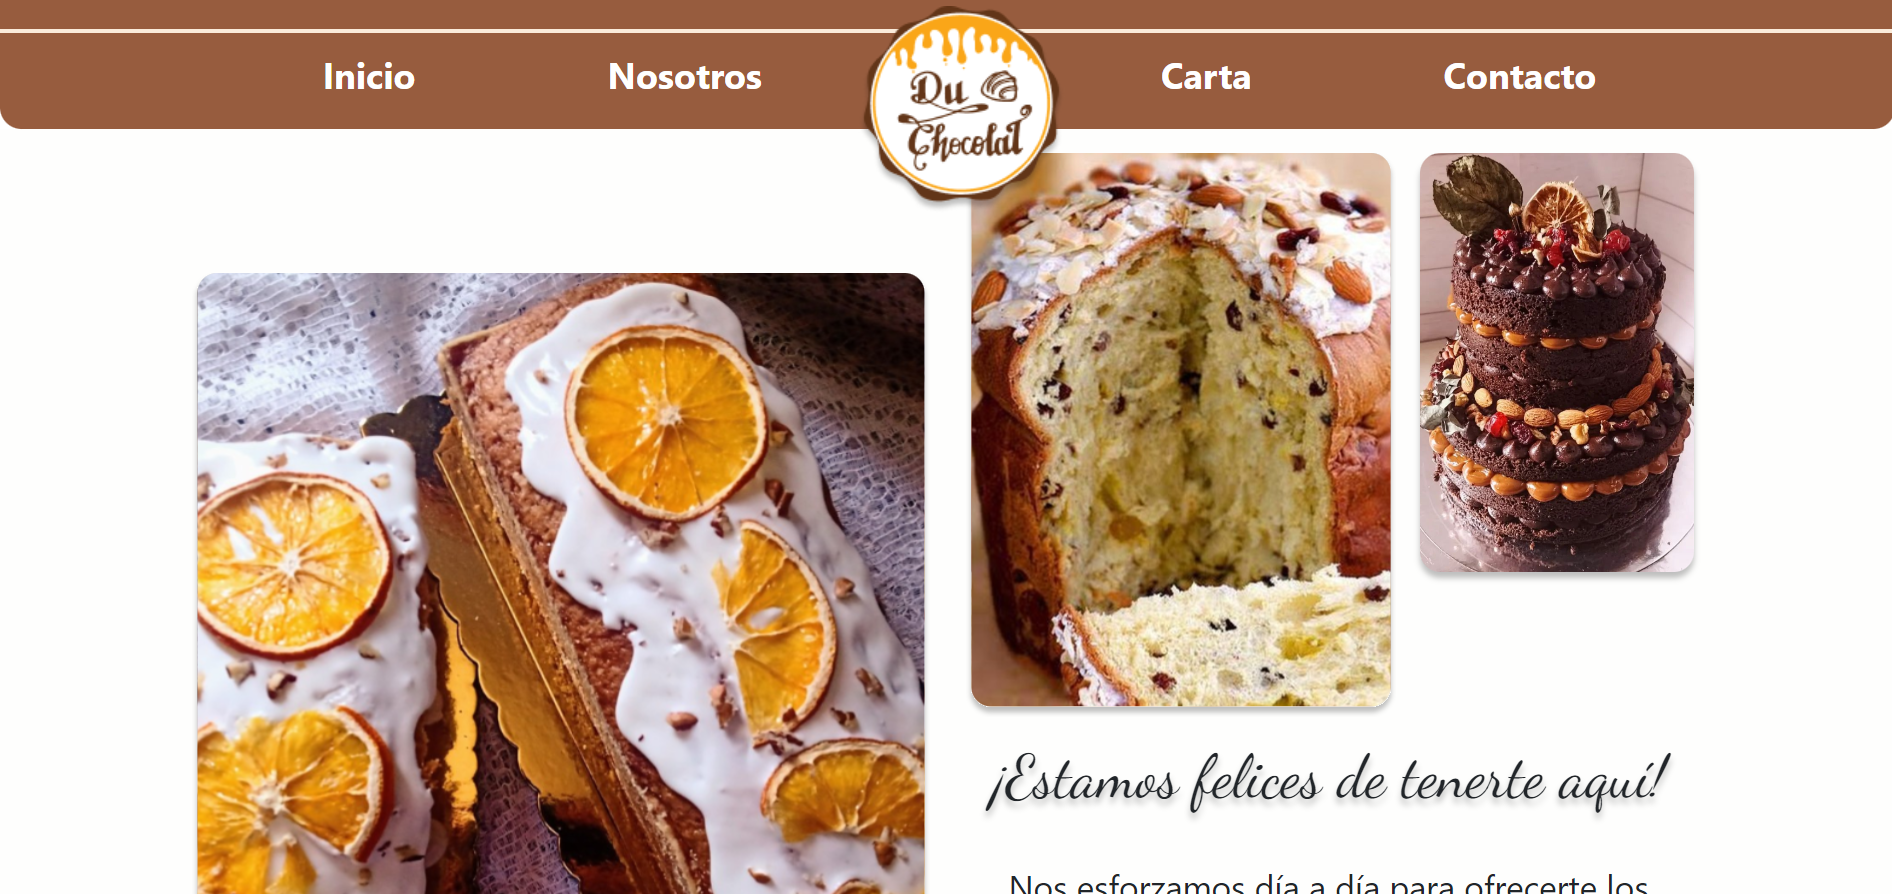 Inicio
Nosotros
Du
Chocolat
Carta
Contacto
¡Estamos felices de tenerte aquí!
Nos esforzamos día a día para ofrecerte los